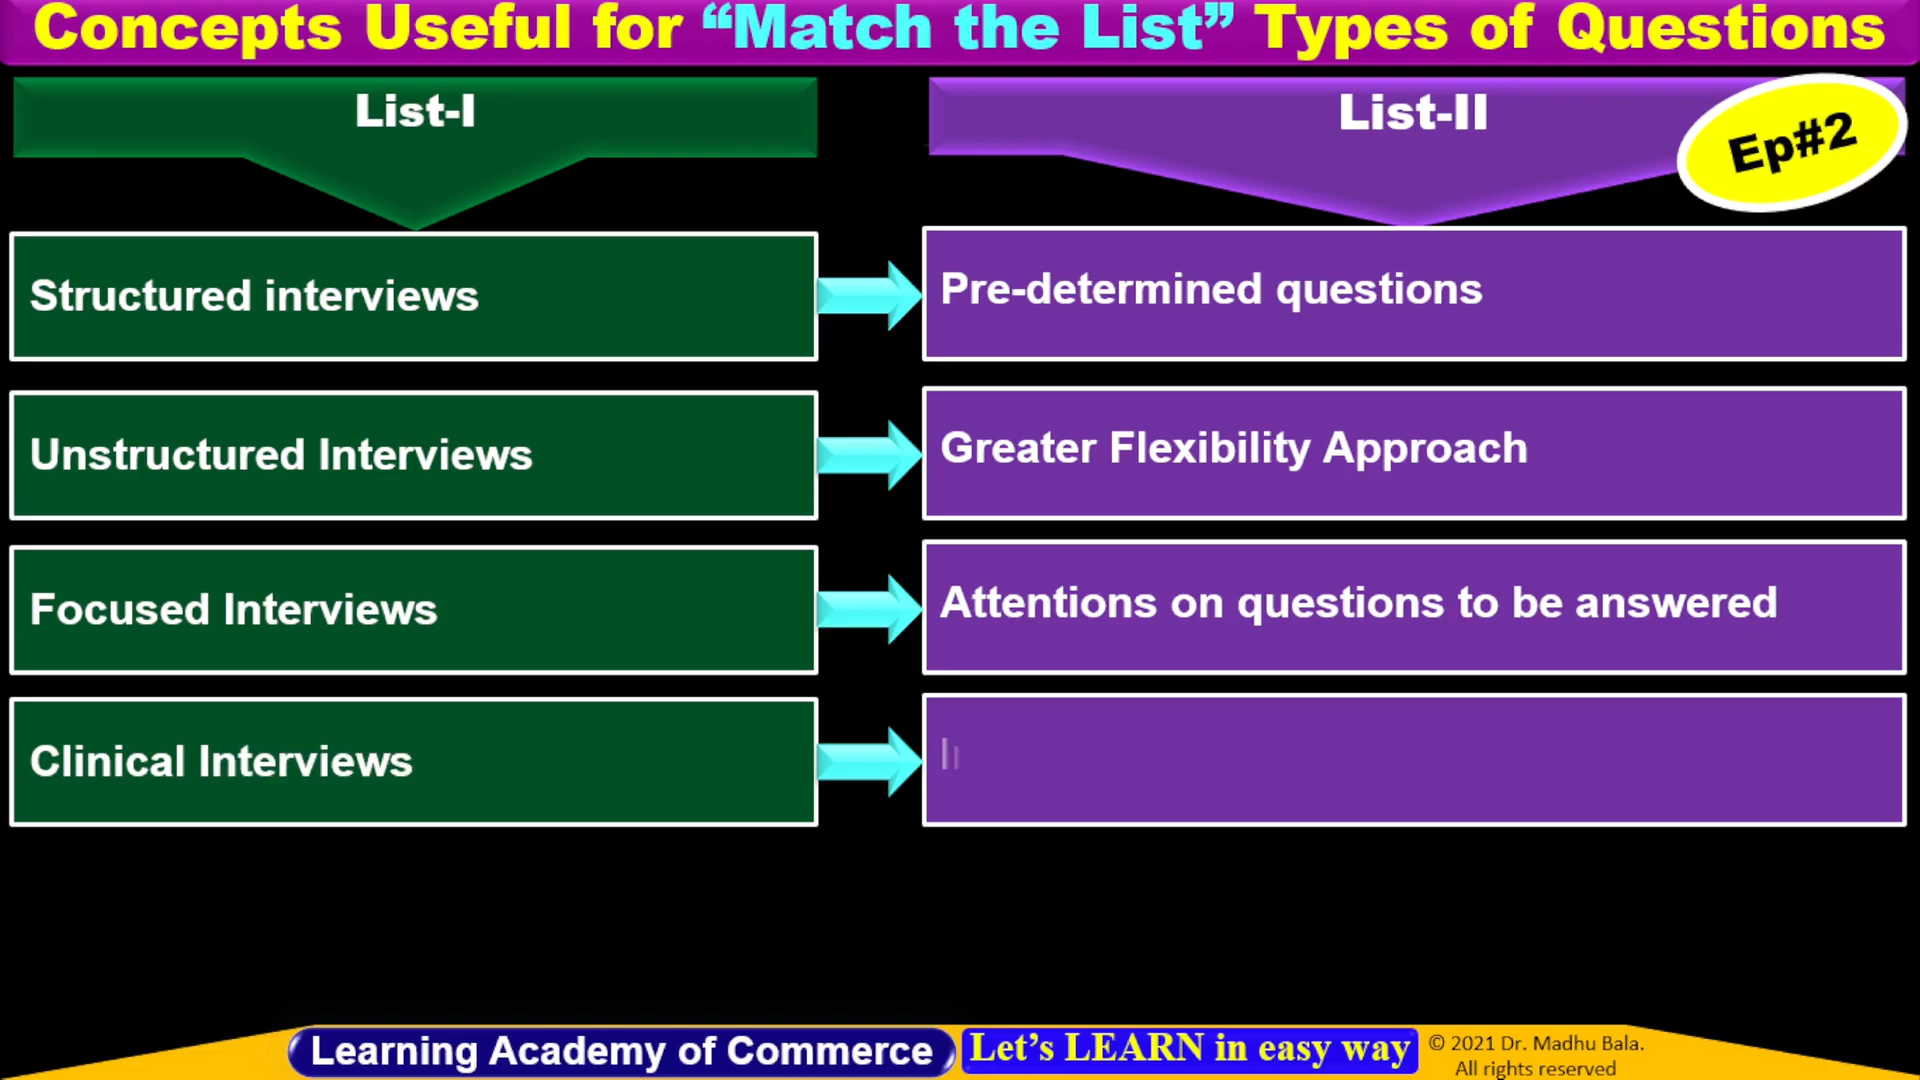 Concepts Useful for “Match the List” Types of Questions
List-I
List-II
Ep#2
Structured interviews
Pre-determined questions
Unstructured Interviews
Greater Flexibility Approach
Focused Interviews
Attentions on questions to be answered
Clinical Interviews
Learning Academy of Commerce
Let’s LEARN in easy way
© 2021 Dr. Madhu Bala.
All rights reserved